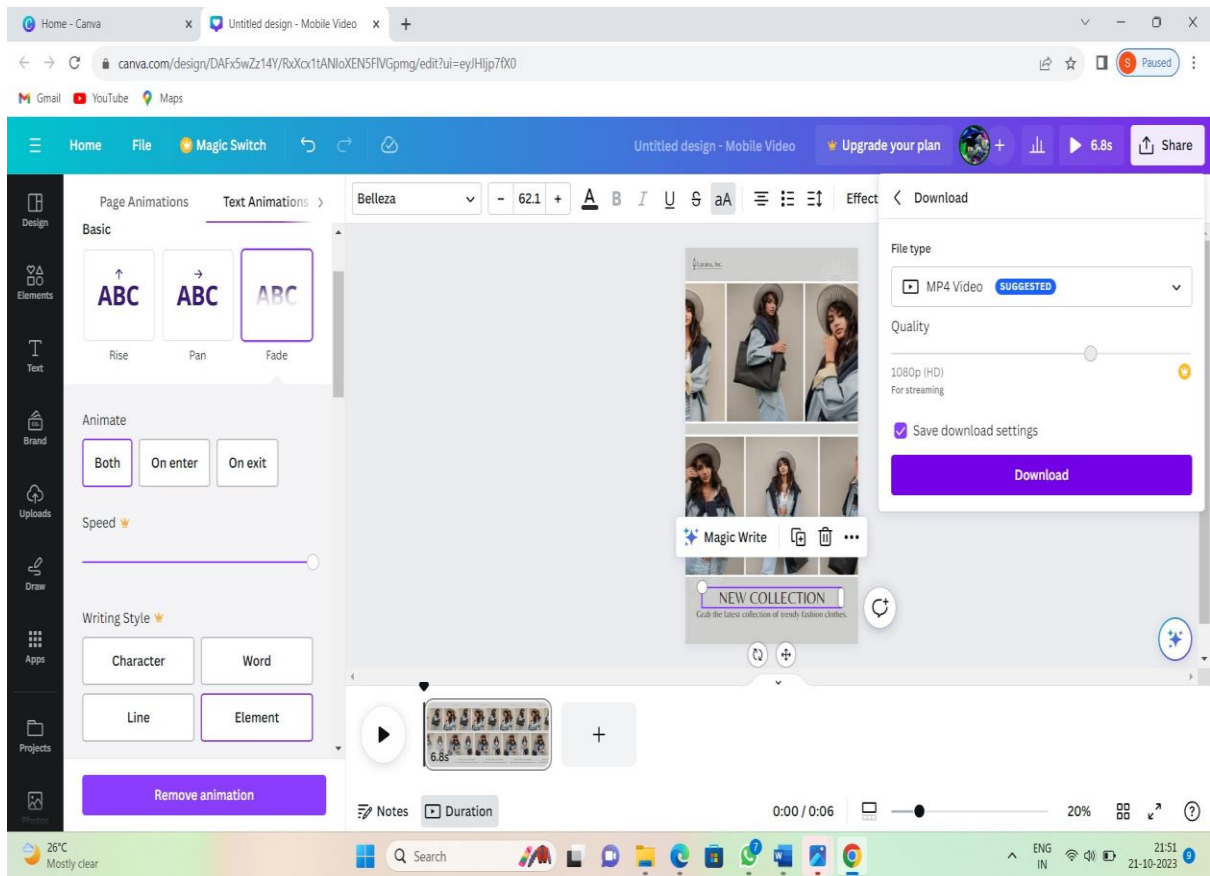 Home - Canva
Untitled design - Mobile Video
canva.com/design/DAFx5wZz14Y/RxXcx1tANIoXEN5FlVGpmg/edit?ui=eyJHIjp7fX0
Paused
Gmail YouTube Maps
Home File Magic Switch Untitled design - Mobile Video Upgrade your plan + 6.8s Share
Design
Elements
Text
Brand
Uploads
Draw
Apps
Projects
Photos
Page Animations Text Animations
Basic
ABC ABC ABC
Rise Pan Fade
Animate
Both On enter On exit
Speed
Writing Style
Character Word
Line Element
Remove animation
Belleza - 62.1 + A B I U S aA Effect
Larana, Inc.
Magic Write
NEW COLLECTION
Grab the latest collection of trendy fashion clothes.
Download
File type
MP4 Video SUGGESTED
Quality
1080p (HD)
For streaming
Save download settings
Download
6.8s
Notes Duration 0:00 / 0:06 20%
26°C
Mostly clear
Search
ENG
IN
21:51
21-10-2023
9